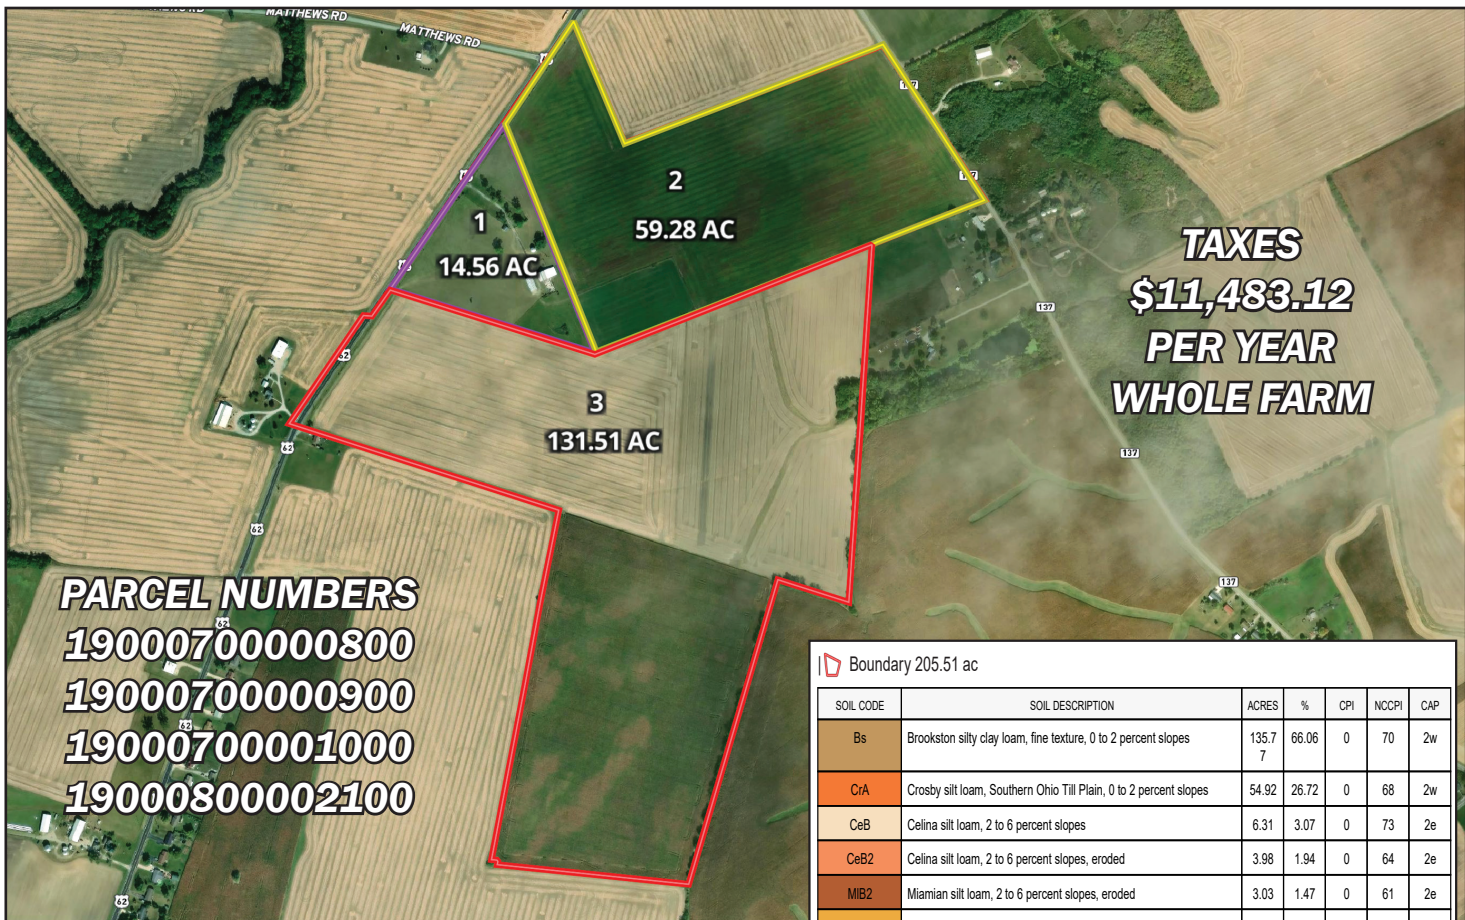 MATTHEWS RD
MATTHEWS RD
137
2
59.28 AC
1
14.56 AC
137
3
131.51 AC
62
62
62
62
62
62
137
137
TAXES
$11,483.12
PER YEAR
WHOLE FARM
PARCEL NUMBERS
19000700000800
19000700000900
19000700001000
19000800002100
Boundary 205.51 ac
SOIL CODE SOIL DESCRIPTION ACRES % CPI NCCPI CAP
Bs Brookston silty clay loam, fine texture, 0 to 2 percent slopes 135.7 66.06 0 70 2w
7
CrA Crosby silt loam, Southern Ohio Till Plain, 0 to 2 percent slopes 54.92 26.72 0 68 2w
CeB Celina silt loam, 2 to 6 percent slopes 6.31 3.07 0 73 2e
CeB2 Celina silt loam, 2 to 6 percent slopes, eroded 3.98 1.94 0 64 2e
MlB2 Miamian silt loam, 2 to 6 percent slopes, eroded 3.03 1.47 0 61 2e